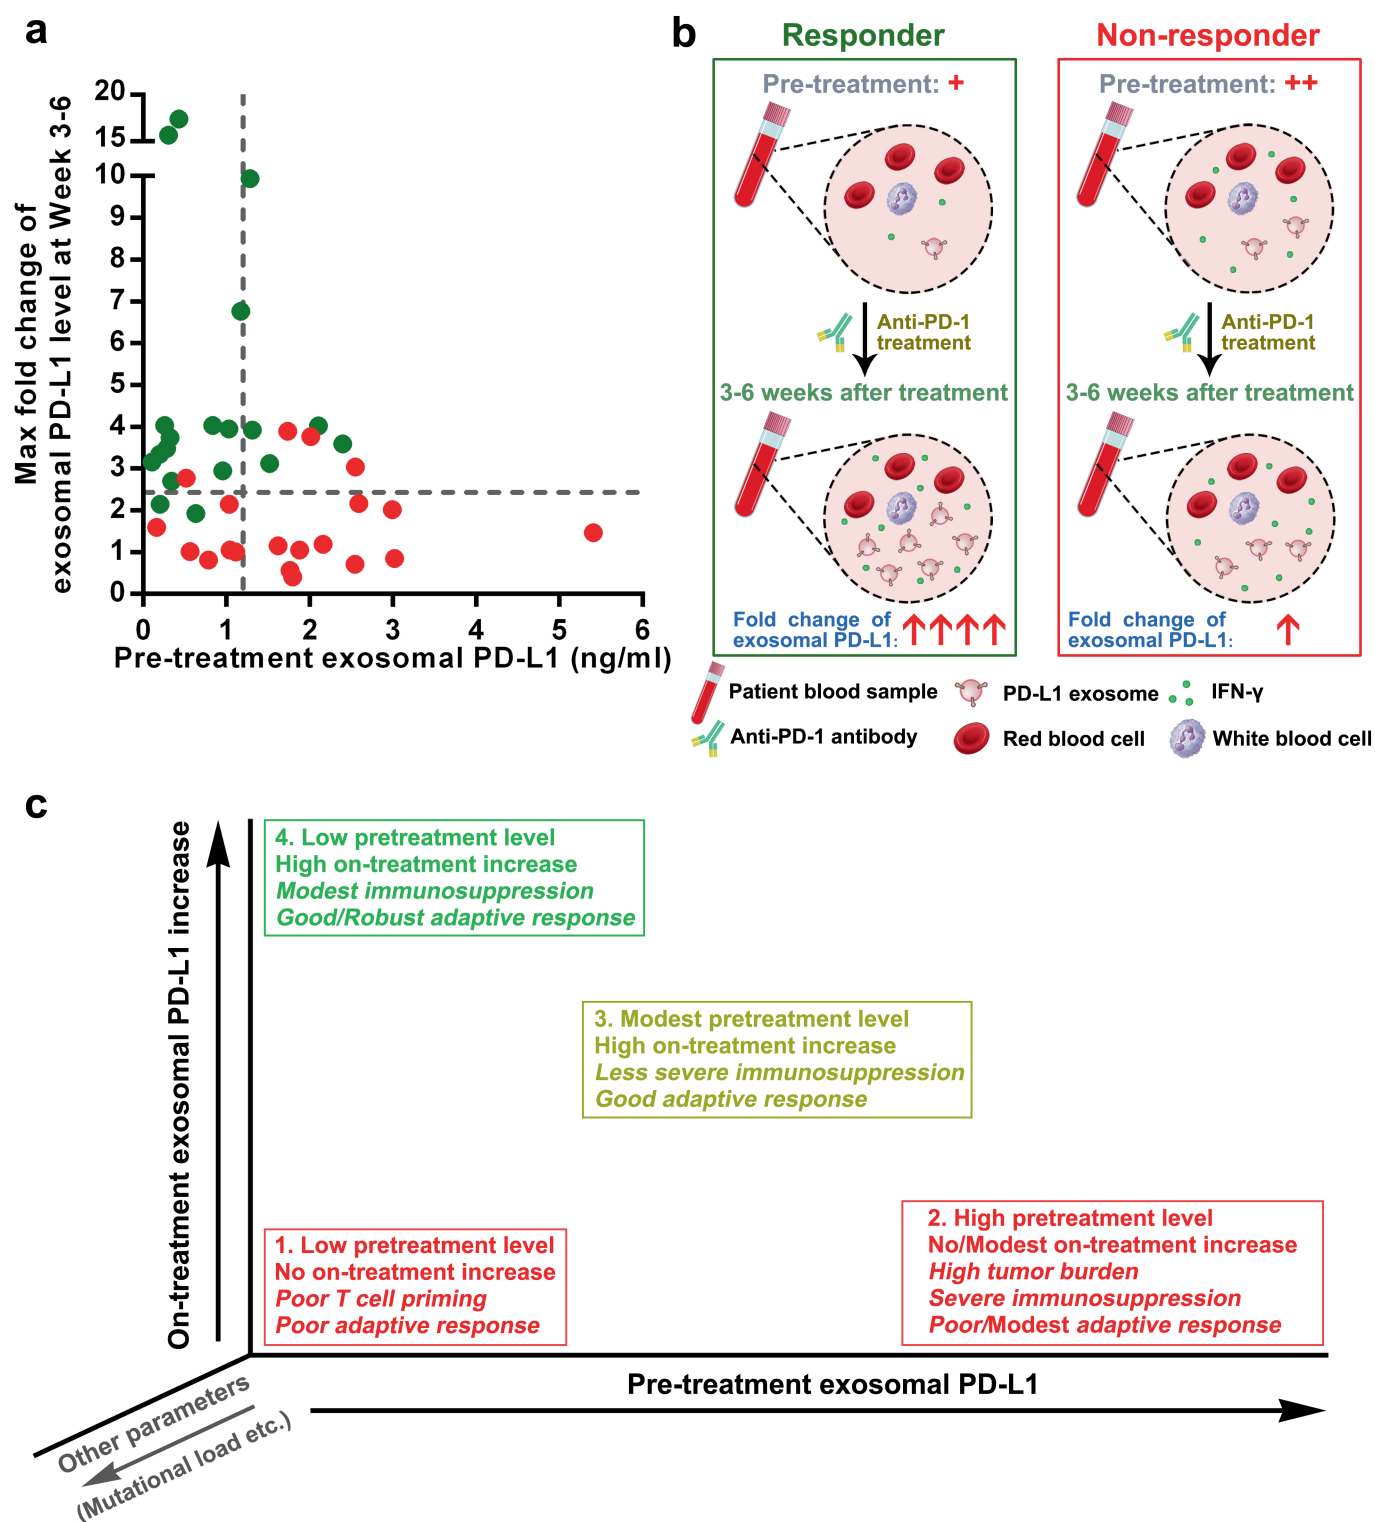 a
Max fold change of
exosomal PD-L1 level at Week 3-6
20
15
10
9
8
7
6
5
4
3
2
1
0
0 1 2 3 4 5 6
Pre-treatment exosomal PD-L1 (ng/ml)
b
Responder
Pre-treatment: +
Anti-PD-1
treatment
3-6 weeks after treatment
Fold change of
exosomal PD-L1:
Non-responder
Pre-treatment: ++
Anti-PD-1
treatment
3-6 weeks after treatment
Fold change of
exosomal PD-L1:
Patient blood sample
PD-L1 exosome
IFN-γ
Anti-PD-1 antibody
Red blood cell
White blood cell
c
On-treatment exosomal PD-L1 increase
4. Low pretreatment level
High on-treatment increase
Modest immunosuppression
Good/Robust adaptive response
3. Modest pretreatment level
High on-treatment increase
Less severe immunosuppression
Good adaptive response
1. Low pretreatment level
No on-treatment increase
Poor T cell priming
Poor adaptive response
2. High pretreatment level
No/Modest on-treatment increase
High tumor burden
Severe immunosuppression
Poor/Modest adaptive response
Pre-treatment exosomal PD-L1
Other parameters
(Mutational load etc.)